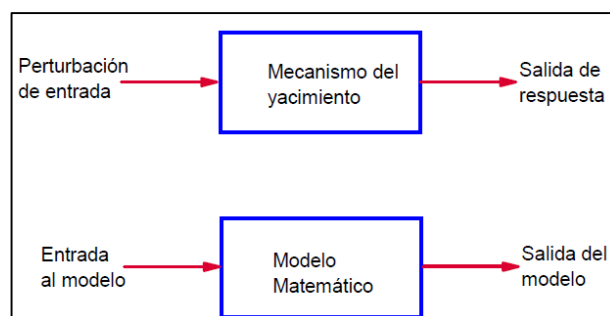 Perturbación
de entrada
Mecanismo del
yacimiento
Salida de
respuesta
Entrada
al modelo
Modelo
Matemático
Salida del
modelo